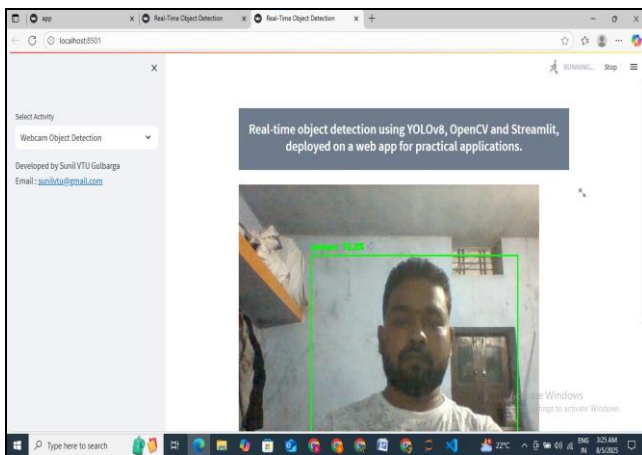 app
Real-Time Object Detection
Real-Time Object Detection
localhost:8501
RUNNING...
Stop
Select Activity
Webcam Object Detection
Developed by Sunil VTU Gulbarga
Email : sunilvtu@gmail.com
Real-time object detection using YOLOv8, OpenCV and Streamlit,
deployed on a web app for practical applications.
Windows
to activate Windows.
Type here to search
22°C
ENG
IN
3:25 AM
8/5/2025